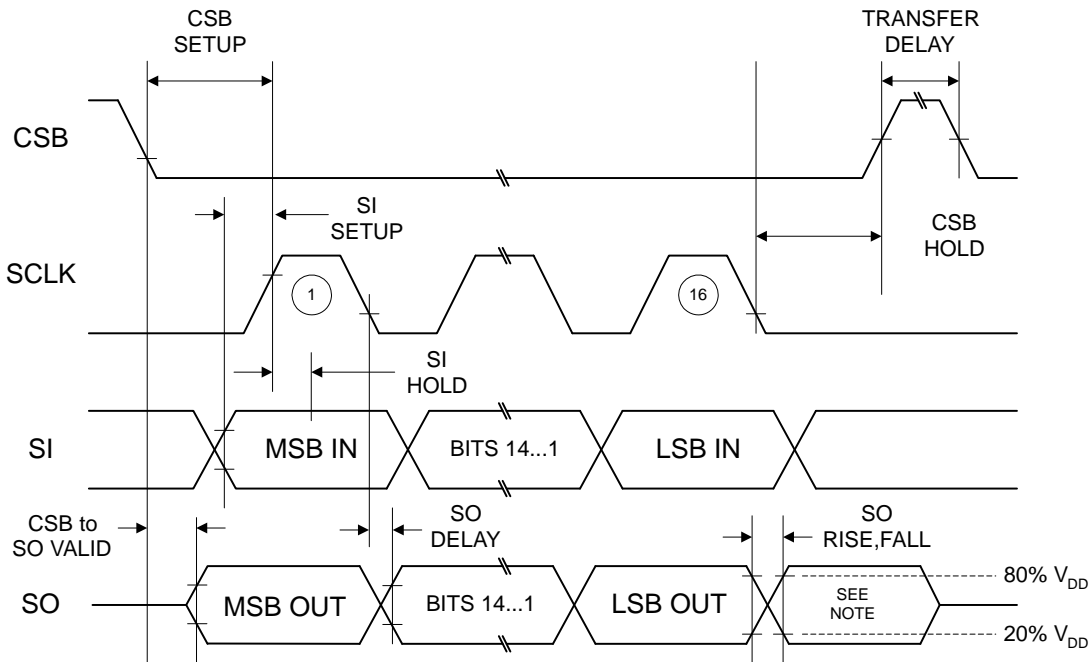 CSB
SETUP
TRANSFER
DELAY
CSB
SI
SETUP
CSB
HOLD
SCLK
1
16
SI
HOLD
SI
MSB IN
BITS 14...1
LSB IN
CSB to
SO VALID
SO
DELAY
SO
RISE,FALL
80% VDD
SO
MSB OUT
BITS 14...1
LSB OUT
SEE
NOTE
20% VDD